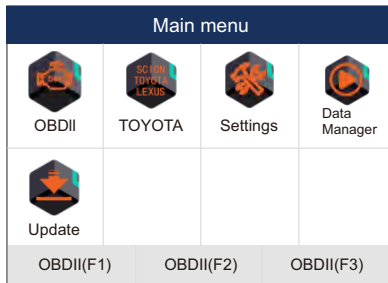 Main menu
SCION
TOYOTA
LEXUS
OBDII
TOYOTA
Settings
Data
Manager
Update
OBDII(F1)
OBDII(F2)
OBDII(F3)